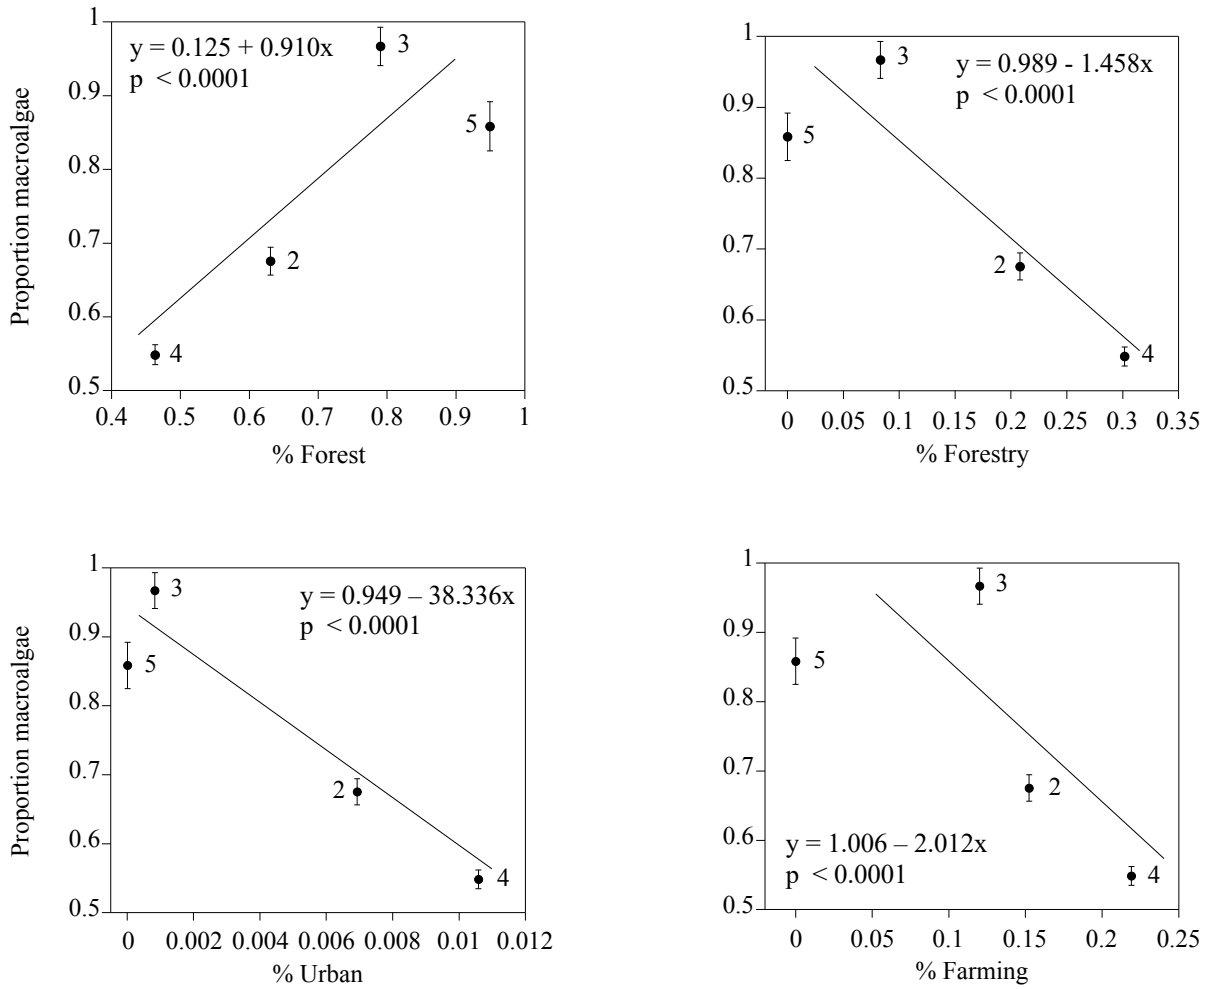 y = 0.125 + 0.910x
p < 0.0001
Proportion macroalgae
1
0.9
0.8
0.7
0.6
0.5
3
5
2
4
0.4 0.5 0.6 0.7 0.8 0.9 1
% Forest
y = 0.989 - 1.458x
p < 0.0001
1
0.9
0.8
0.7
0.6
0.5
3
5
2
4
0 0.05 0.1 0.15 0.2 0.25 0.3 0.35
% Forestry
y = 0.949 – 38.336x
p < 0.0001
Proportion macroalgae
1
0.9
0.8
0.7
0.6
0.5
3
5
2
4
0 0.002 0.004 0.006 0.008 0.01 0.012
% Urban
1
0.9
0.8
0.7
0.6
0.5
3
5
2
4
y = 1.006 – 2.012x
p < 0.0001
0 0.05 0.1 0.15 0.2 0.25
% Farming